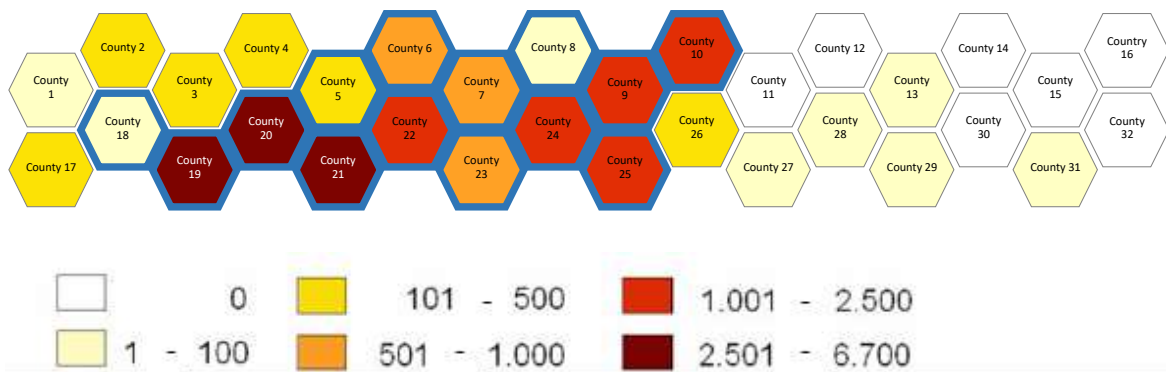 County 1
County 2
County 3
County 4
County 5
County 6
County 7
County 8
County 9
County 10
County 11
County 12
County 13
County 14
County 15
Country 16
County 17
County 18
County 19
County 20
County 21
County 22
County 23
County 24
County 25
County 26
County 27
County 28
County 29
County 30
County 31
County 32
0
101 - 500
1.001 - 2.500
1 - 100
501 - 1.000
2.501 - 6.700